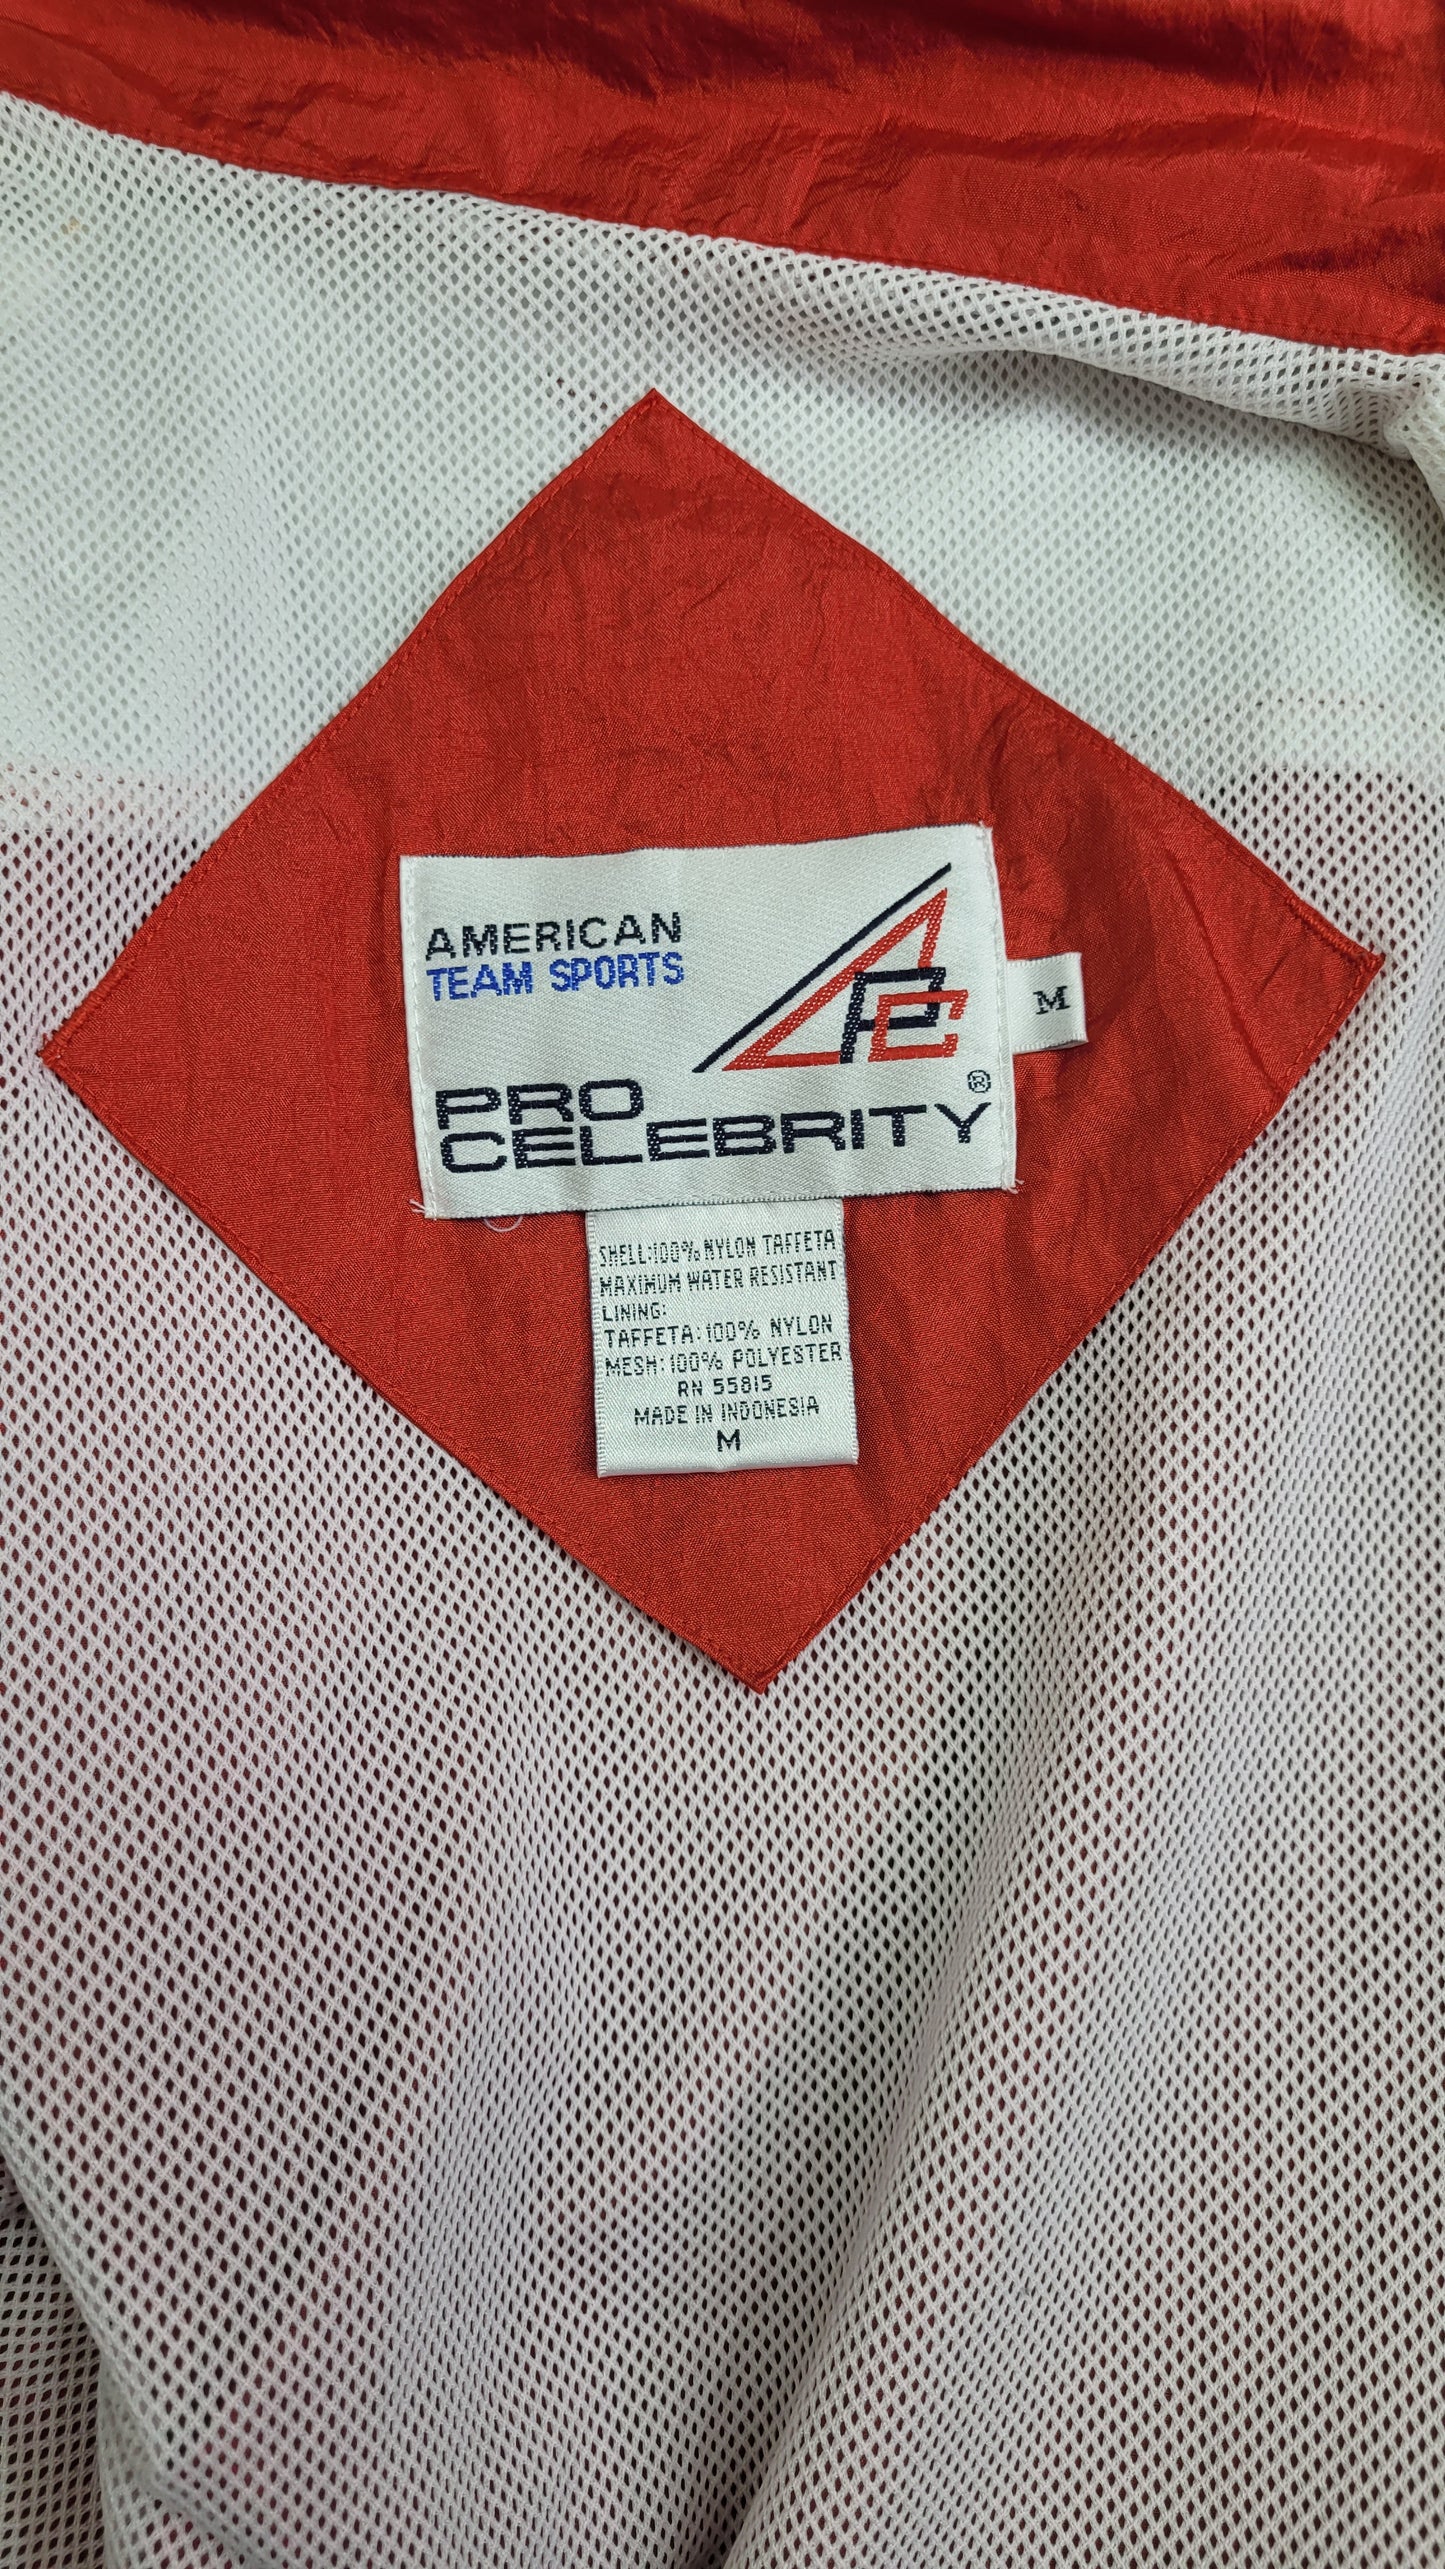 AMERICAN
TEAM SPORTS
APC
PRO
CELEBRITY®
M
SHELL:100% NYLON TAFFETA
MAXIMUM WATER RESISTANT
LINING:
TAFFETA:100% NYLON
MESH:100% POLYESTER
RN 55815
MADE IN INDONESIA
M